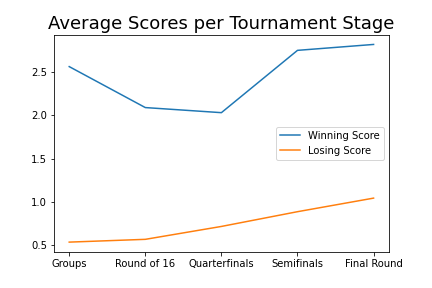 Average Scores per Tournament Stage
2.5
2.0
1.5
1.0
0.5
Winning Score
Losing Score
Groups
Round of 16
Quarterfinals
Semifinals
Final Round